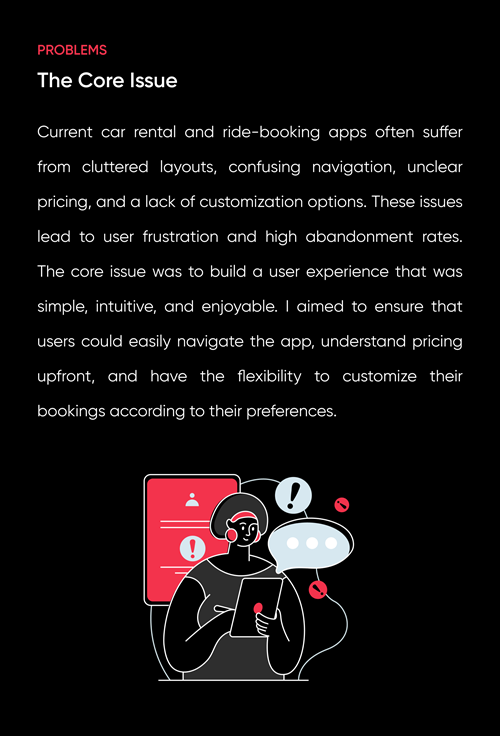 PROBLEMS
The Core Issue
Current car rental and ride-booking apps often suffer
from cluttered layouts, confusing navigation, unclear
pricing, and a lack of customization options. These issues
lead to user frustration and high abandonment rates.
The core issue was to build a user experience that was
simple, intuitive, and enjoyable. I aimed to ensure that
users could easily navigate the app, understand pricing
upfront, and have the flexibility to customize their
bookings according to their preferences.